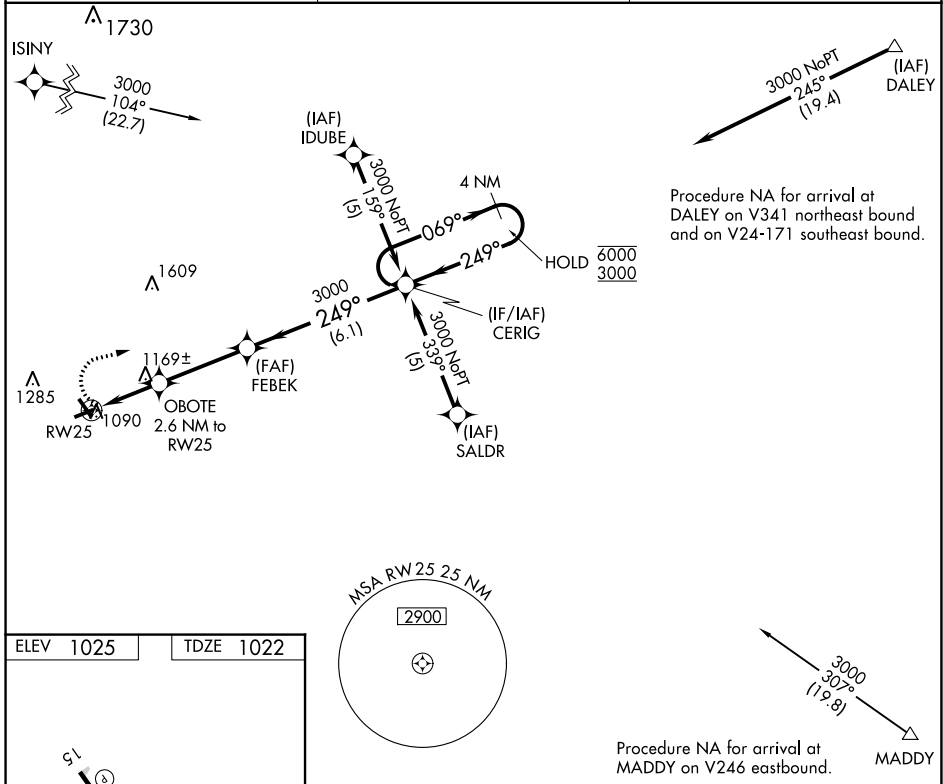 1730
ISINY
3000
104°
(22.7)
(IAF)
IDUBE
3000 NoPT
159°
(5)
3000 NoPT
245°
(19.4)
(IAF)
DALEY
Procedure NA for arrival at
DALEY on V341 northeast bound
and on V24-171 southeast bound.
4 NM
069°
249°
HOLD 6000
3000
1609
3000
249°
(6.1)
(IF/IAF)
CERIG
3000 NoPT
339°
(5)
(IAF)
SALDR
1169±
(FAF)
FEBEK
1285
1090
RW25
OBOTE
2.6 NM to
RW25
MSA RW25 25 NM
2900
ELEV 1025
TDZE 1022
15
P
3000
307°
(19.8)
MADDY
Procedure NA for arrival at
MADDY on V246 eastbound.